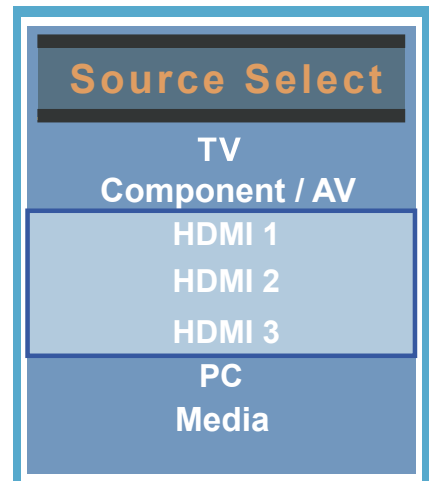 Source Select
TV
Component / AV
HDMI 1
HDMI 2
HDMI 3
PC
Media